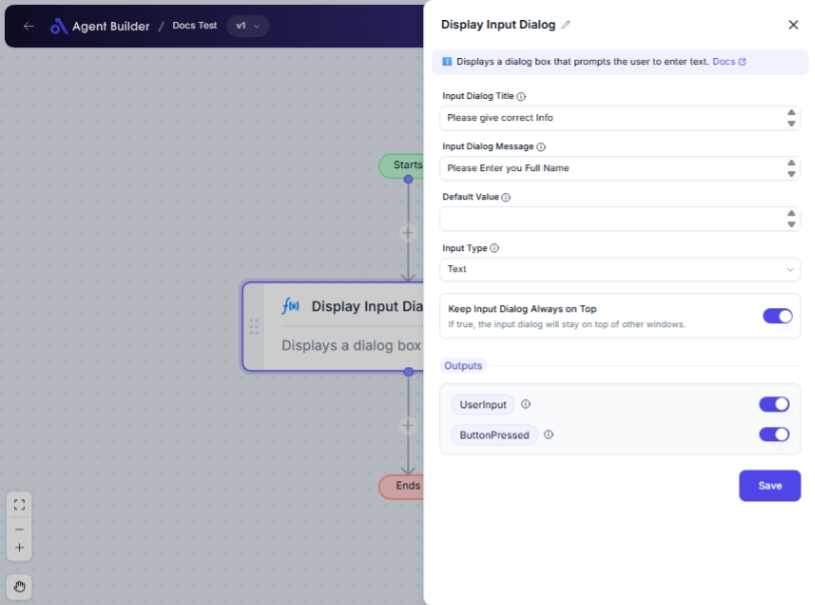 Agent Builder / Docs Test v1
Starts
Display Input Dia
Displays a dialog box
Ends
Display Input Dialog
Displays a dialog box that prompts the user to enter text. Docs
Input Dialog Title
Please give correct Info
Input Dialog Message
Please Enter you Full Name
Default Value
Input Type
Text
Keep Input Dialog Always on Top
If true, the input dialog will stay on top of other windows.
Outputs
UserInput
ButtonPressed
Save